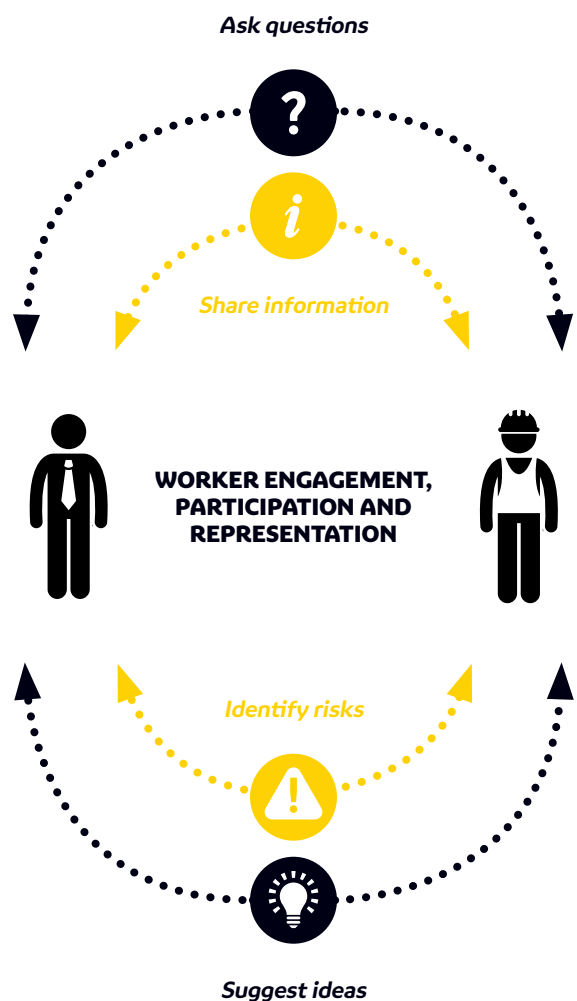 Ask questions
?
i
Share information
WORKER ENGAGEMENT,
PARTICIPATION AND
REPRESENTATION
Identify risks
!
Suggest ideas